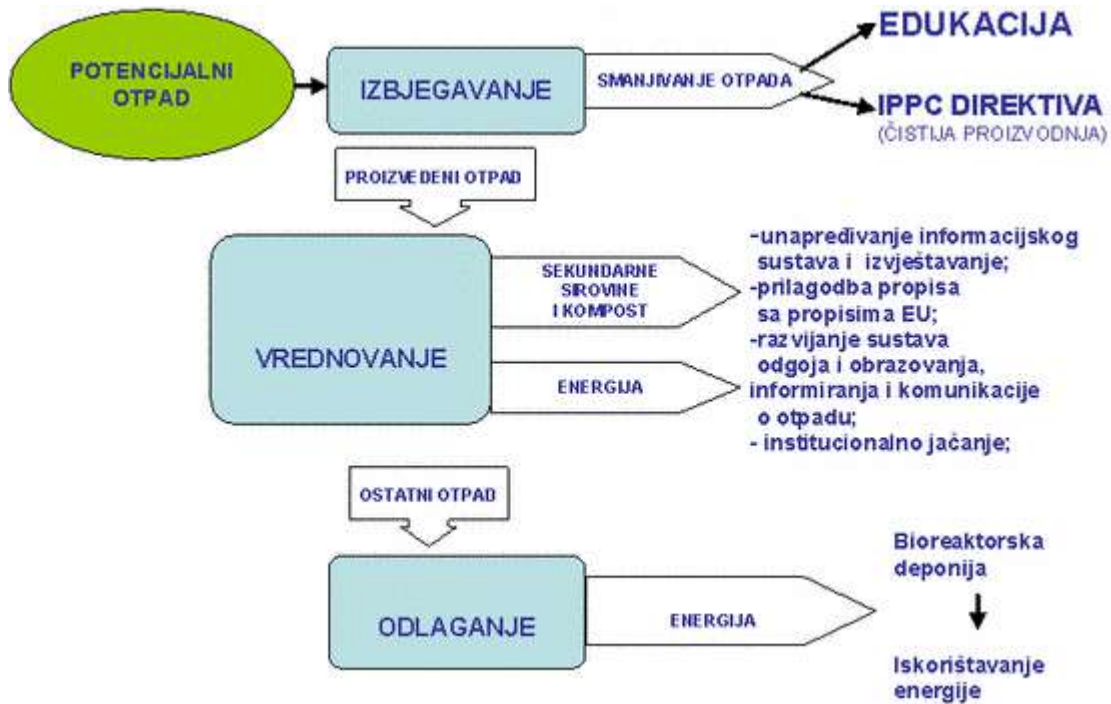 POTENCIJALNI
OTPAD
IZBJEGAVANJE
SMANJIVANJE OTPADA
EDUKACIJA
IPPC DIREKTIVA
(ČISTIJA PROIZVODNJA)
PROIZVEDENI OTPAD
VREDNOVANJE
SEKUNDARNE
SIROVINE
I KOMPOST
ENERGIJA
-unapređivanje informacijskog
sustava i izvještavanje;
-prilagodba propisa
sa propisima EU;
-razvijanje sustava
odgoja i obrazovanja,
informiranja i komunikacije
o otpadu;
- institucionalno jačanje;
OSTATNI OTPAD
ODLAGANJE
ENERGIJA
Bioreaktorska
deponija
Iskorištavanje
energije